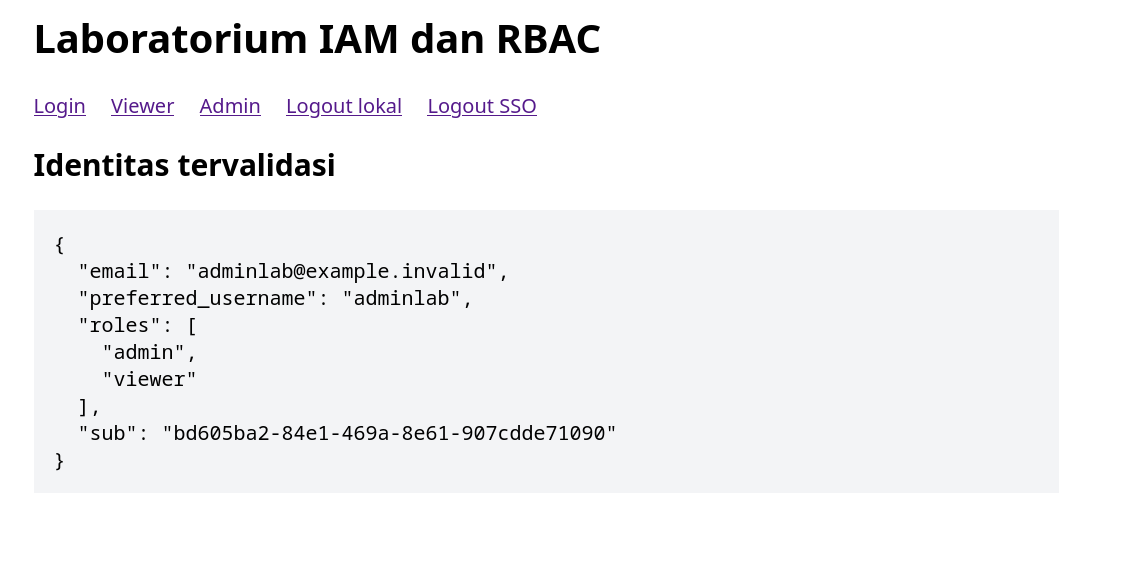 Laboratorium IAM dan RBAC
Login Viewer Admin Logout lokal Logout SSO
Identitas tervalidasi
{
  "email": "adminlab@example.invalid",
  "preferred_username": "adminlab",
  "roles": [
    "admin",
    "viewer"
  ],
  "sub": "bd605ba2-84e1-469a-8e61-907cdde71090"
}